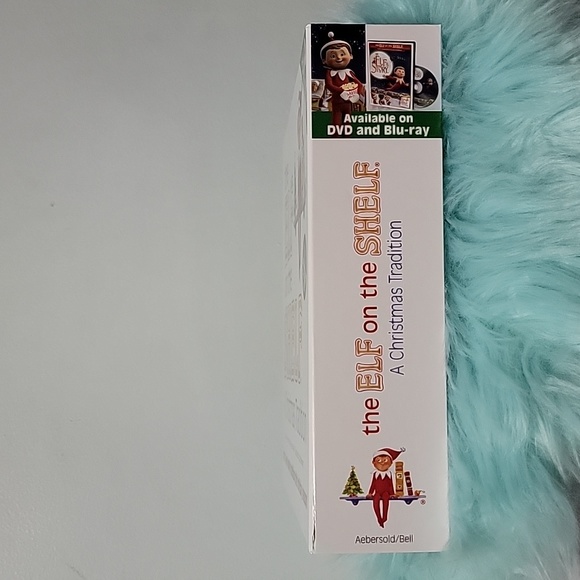 Available on
DVD and Blu-ray
the ELF on the SHELF®
A Christmas Tradition
®
Aebersold/Bell